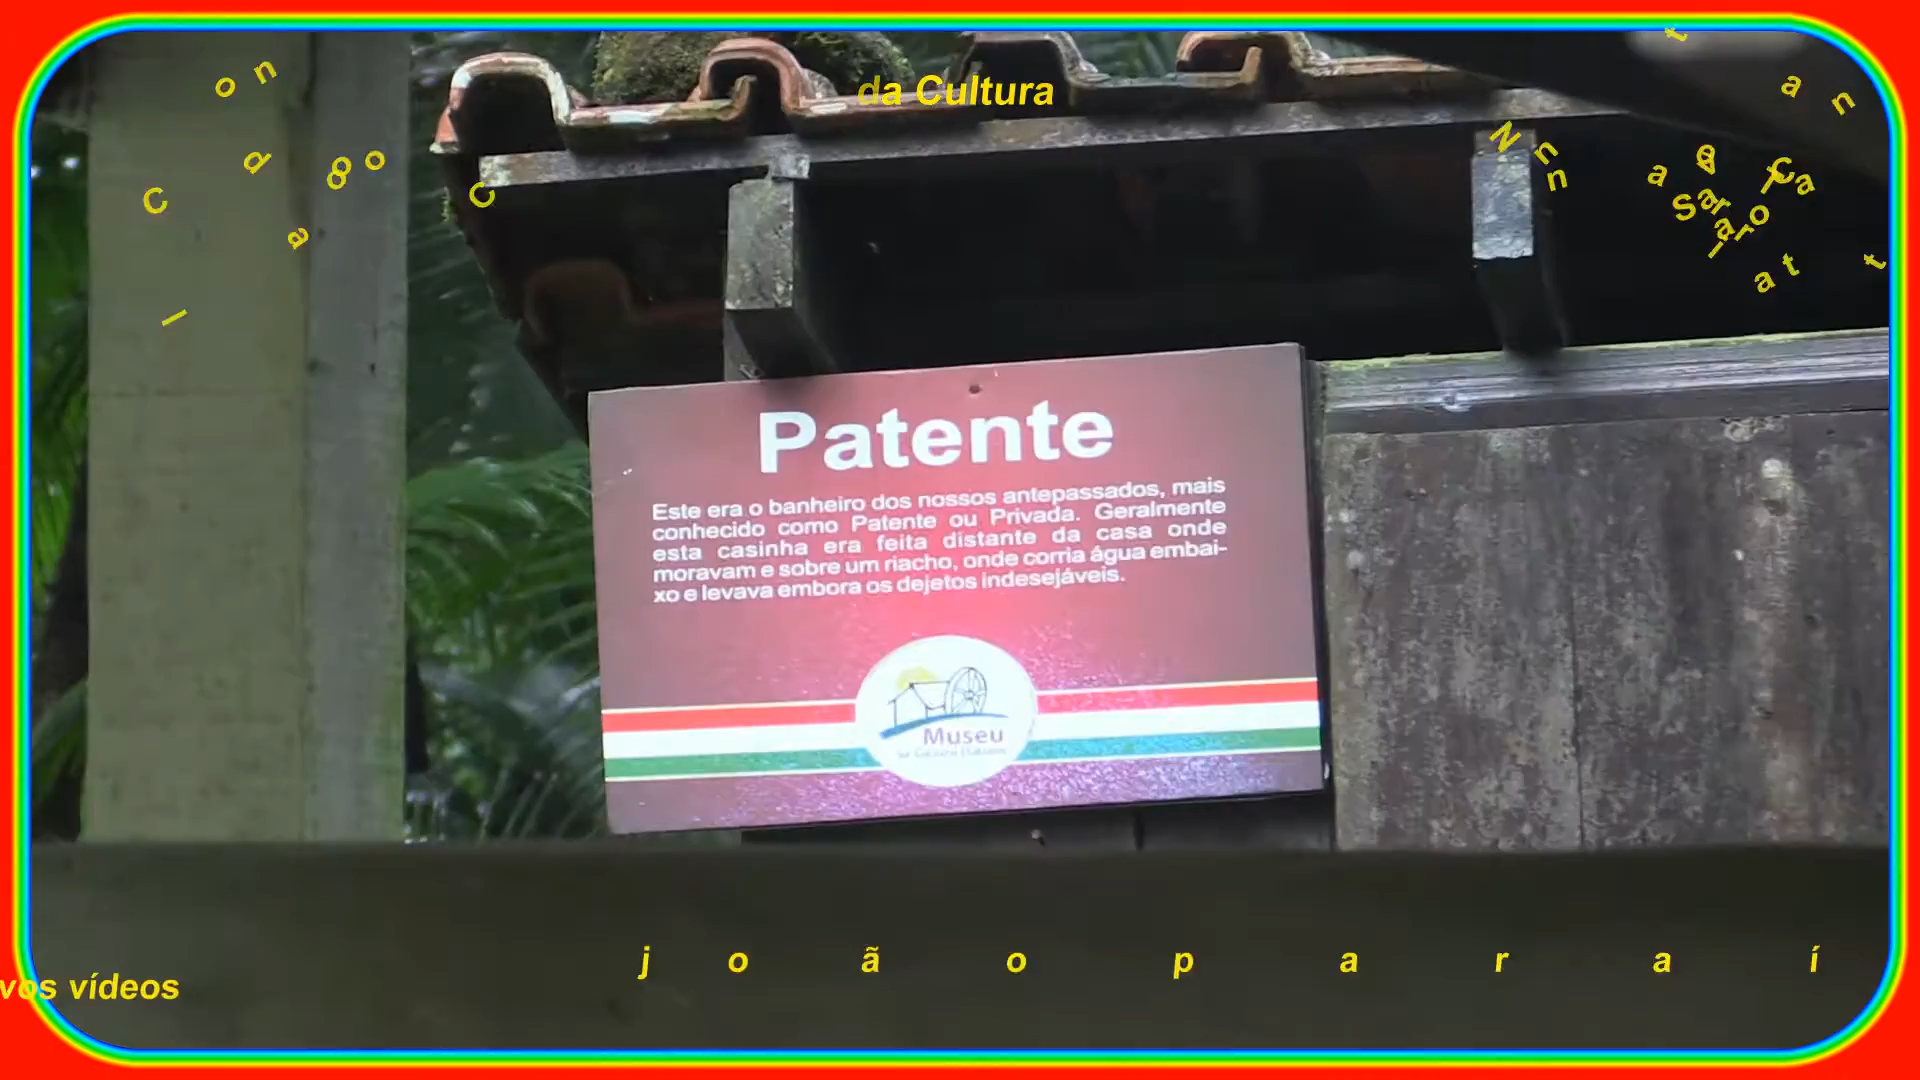 da Cultura
Patente
Este era o banheiro dos nossos antepassados, mais
conhecido como Patente ou Privada. Geralmente
esta casinha era feita distante da casa onde
moravam e sobre um riacho, onde corria água embai-
xo e levava embora os dejetos indesejáveis.
Museu
j o ã o p a r a í
vos vídeos